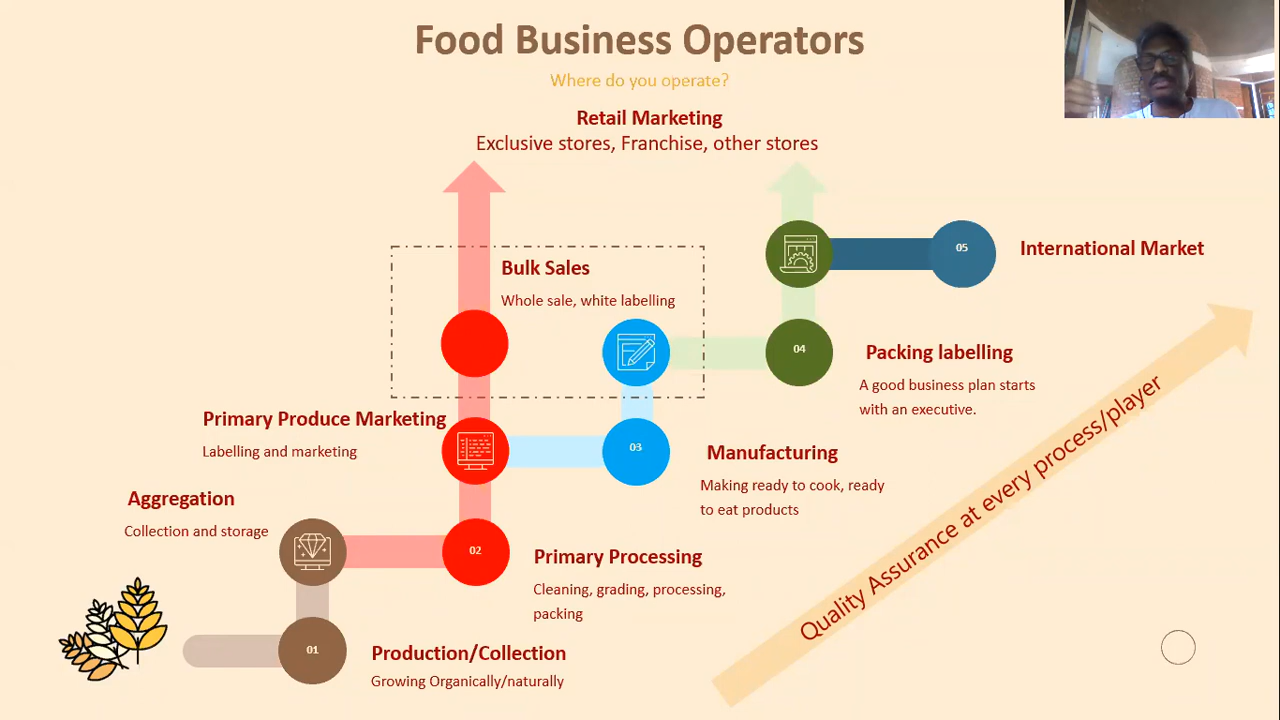 Food Business Operators
Where do you operate?
Retail Marketing
Exclusive stores, Franchise, other stores
05
International Market
Bulk Sales
Whole sale, white labelling
04
Packing labelling
A good business plan starts
with an executive.
Primary Produce Marketing
Labelling and marketing
03
Manufacturing
Making ready to cook, ready
to eat products
Aggregation
Collection and storage
02
Primary Processing
Cleaning, grading, processing,
packing
01
Production/Collection
Growing Organically/naturally
Quality Assurance at every process/player